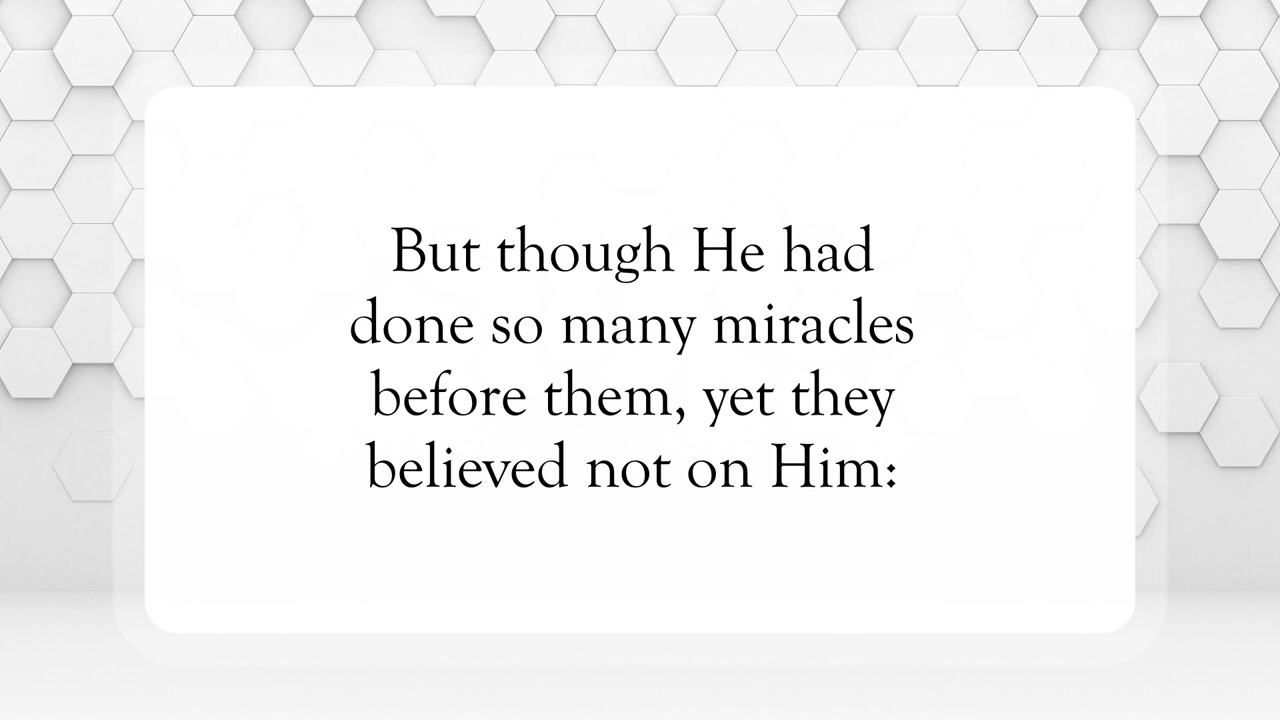 But though He had
done so many miracles
before them, yet they
believed not on Him: